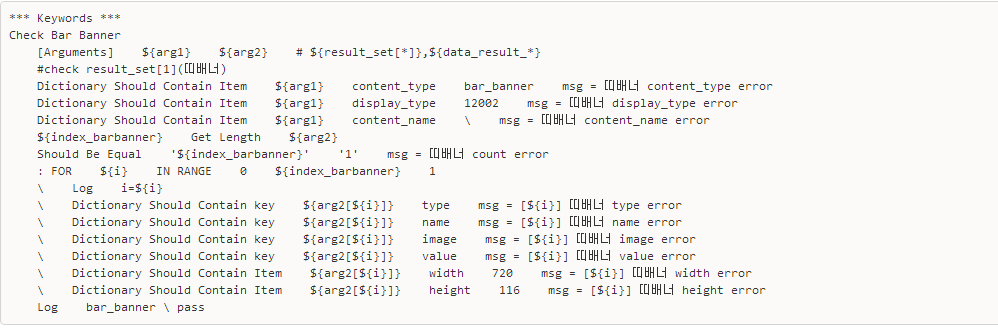 *** Keywords ***
Check Bar Banner
    [Arguments]    ${arg1}    ${arg2}    # ${result_set[*]},${data_result_*}
    #check result_set[1](띠배너)
    Dictionary Should Contain Item    ${arg1}    content_type    bar_banner    msg = 띠배너 content_type error
    Dictionary Should Contain Item    ${arg1}    display_type    12002    msg = 띠배너 display_type error
    Dictionary Should Contain Item    ${arg1}    content_name    \    msg = 띠배너 content_name error
    ${index_barbanner}    Get Length    ${arg2}
    Should Be Equal    '${index_barbanner}'    '1'    msg = 띠배너 count error
    : FOR    ${i}    IN RANGE    0    ${index_barbanner}    1
    \    Log    i=${i}
    \    Dictionary Should Contain key    ${arg2[${i}]}    type    msg = [${i}] 띠배너 type error
    \    Dictionary Should Contain key    ${arg2[${i}]}    name    msg = [${i}] 띠배너 name error
    \    Dictionary Should Contain key    ${arg2[${i}]}    image    msg = [${i}] 띠배너 image error
    \    Dictionary Should Contain key    ${arg2[${i}]}    value    msg = [${i}] 띠배너 value error
    \    Dictionary Should Contain Item    ${arg2[${i}]}    width    720    msg = [${i}] 띠배너 width error
    \    Dictionary Should Contain Item    ${arg2[${i}]}    height    116    msg = [${i}] 띠배너 height error
    Log    bar_banner \ pass